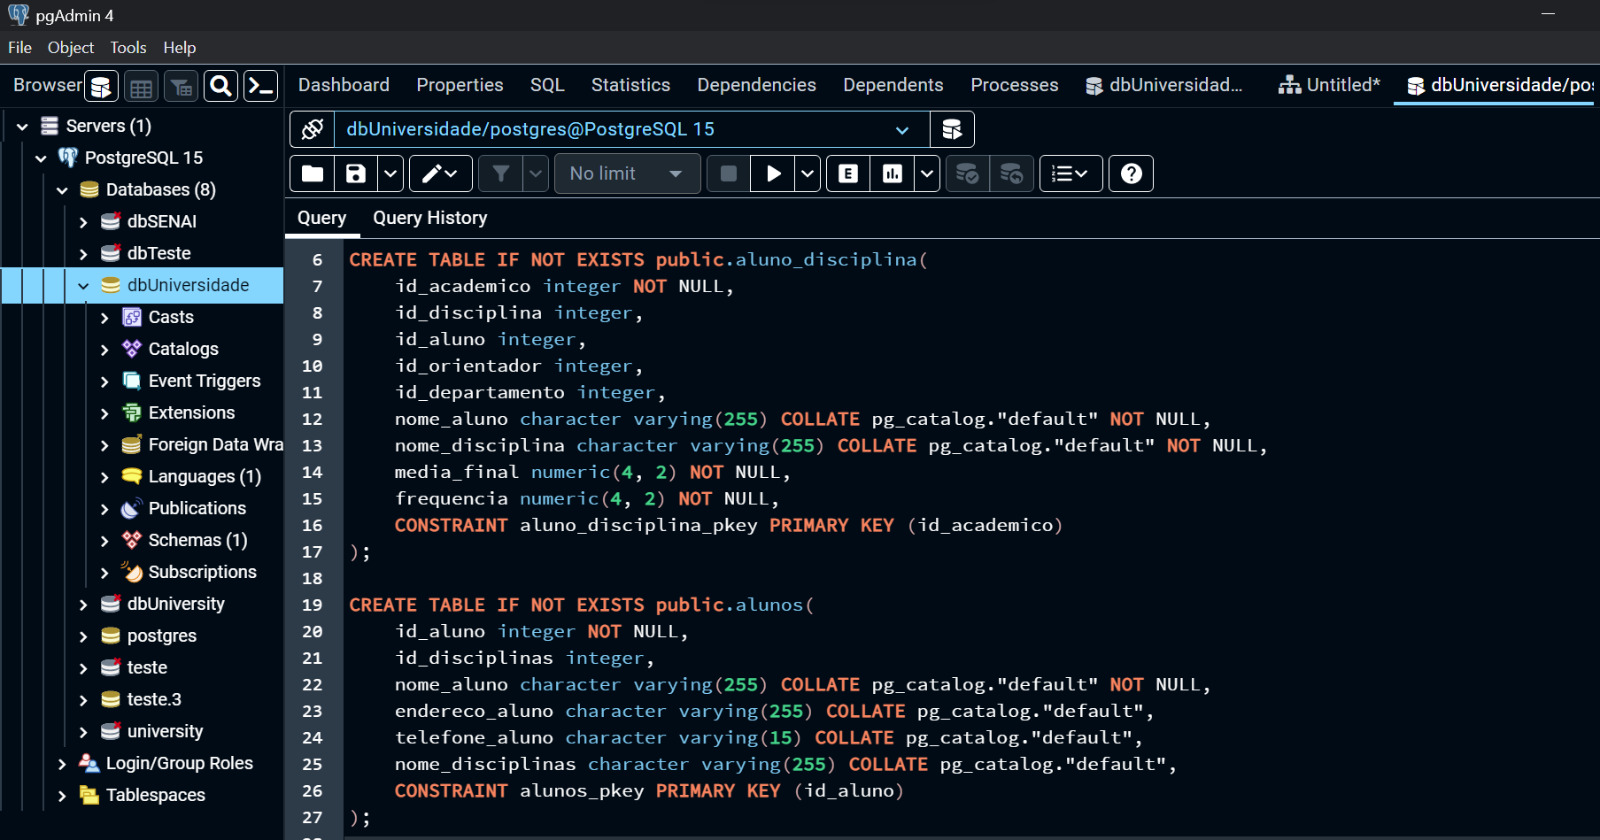 pgAdmin 4
File Object Tools Help
Browser
Dashboard Properties SQL Statistics Dependencies Dependents Processes dbUniversidad... Untitled* dbUniversidade/pos
Servers (1)
PostgreSQL 15
Databases (8)
dbSENAI
dbTeste
dbUniversidade
Casts
Catalogs
Event Triggers
Extensions
Foreign Data Wra
Languages (1)
Publications
Schemas (1)
Subscriptions
dbUniversity
postgres
teste
teste.3
university
Login/Group Roles
Tablespaces
dbUniversidade/postgres@PostgreSQL 15
No limit
E
Query Query History
6 CREATE TABLE IF NOT EXISTS public.aluno_disciplina(
7 id_academico integer NOT NULL,
8 id_disciplina integer,
9 id_aluno integer,
10 id_orientador integer,
11 id_departamento integer,
12 nome_aluno character varying(255) COLLATE pg_catalog."default" NOT NULL,
13 nome_disciplina character varying(255) COLLATE pg_catalog."default" NOT NULL,
14 media_final numeric(4, 2) NOT NULL,
15 frequencia numeric(4, 2) NOT NULL,
16 CONSTRAINT aluno_disciplina_pkey PRIMARY KEY (id_academico)
17 );
18
19 CREATE TABLE IF NOT EXISTS public.alunos(
20 id_aluno integer NOT NULL,
21 id_disciplinas integer,
22 nome_aluno character varying(255) COLLATE pg_catalog."default" NOT NULL,
23 endereco_aluno character varying(255) COLLATE pg_catalog."default",
24 telefone_aluno character varying(15) COLLATE pg_catalog."default",
25 nome_disciplinas character varying(255) COLLATE pg_catalog."default",
26 CONSTRAINT alunos_pkey PRIMARY KEY (id_aluno)
27 );